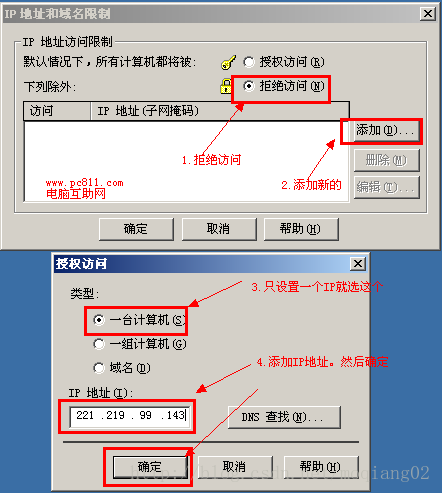 IP 地址和域名限制
IP 地址访问限制
默认情况下，所有计算机都将被:
授权访问(R)
下列除外:
拒绝访问(N)
访问
IP 地址(子网掩码)
添加(D)...
1.拒绝访问
删除(M)
www.pc811.com
2.添加新的
电脑互助网
编辑(T)...
确定
取消
帮助(H)
授权访问
类型:
3.只设置一个IP就选这个
一台计算机(S)
一组计算机(G)
域名(D)
4.添加IP地址。然后确定
IP 地址(I):
221 .219 . 99 .143
DNS 查找(N)...
确定
取消
帮助(H)